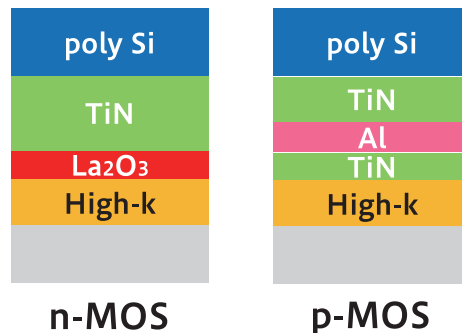 poly Si
TiN
La2O3
High-k
n-MOS
poly Si
TiN
Al
TiN
High-k
p-MOS